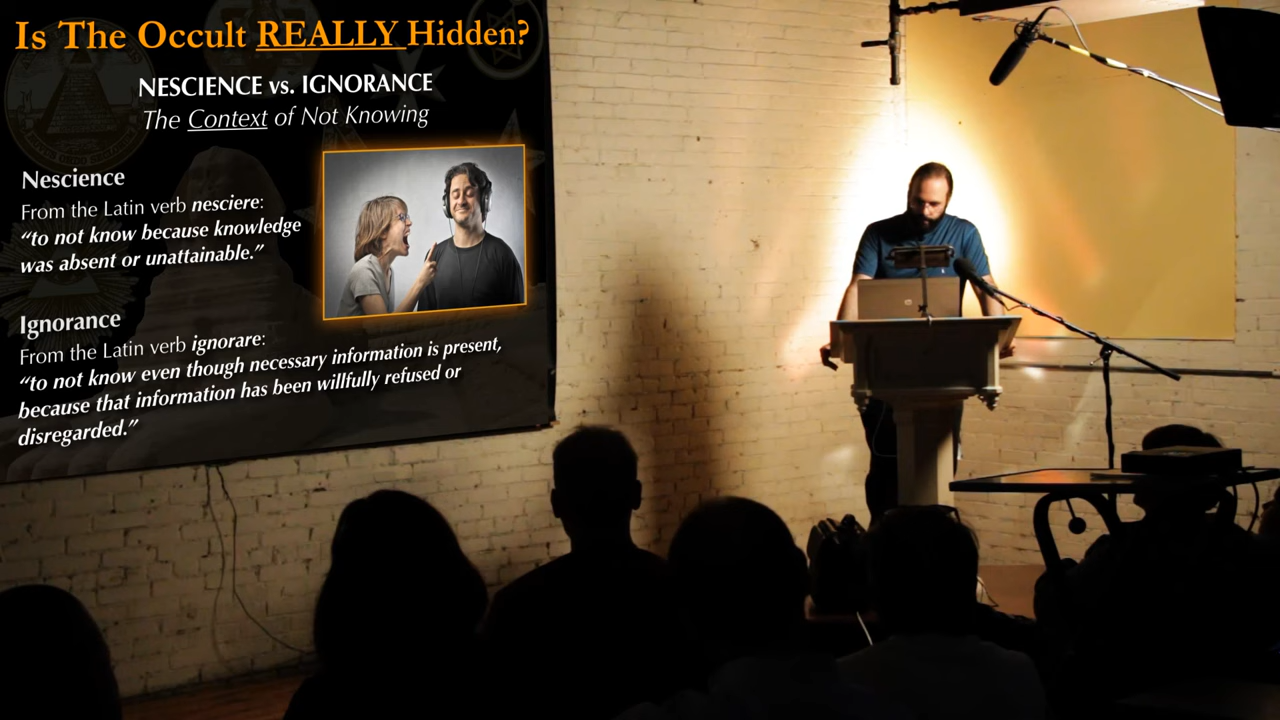 Is The Occult REALLY Hidden?
NESCIENCE vs. IGNORANCE
The Context of Not Knowing
Nescience
From the Latin verb nesciere:
“to not know because knowledge
was absent or unattainable.”
Ignorance
From the Latin verb ignorare:
“to not know even though necessary information is present,
because that information has been willfully refused or
disregarded.”